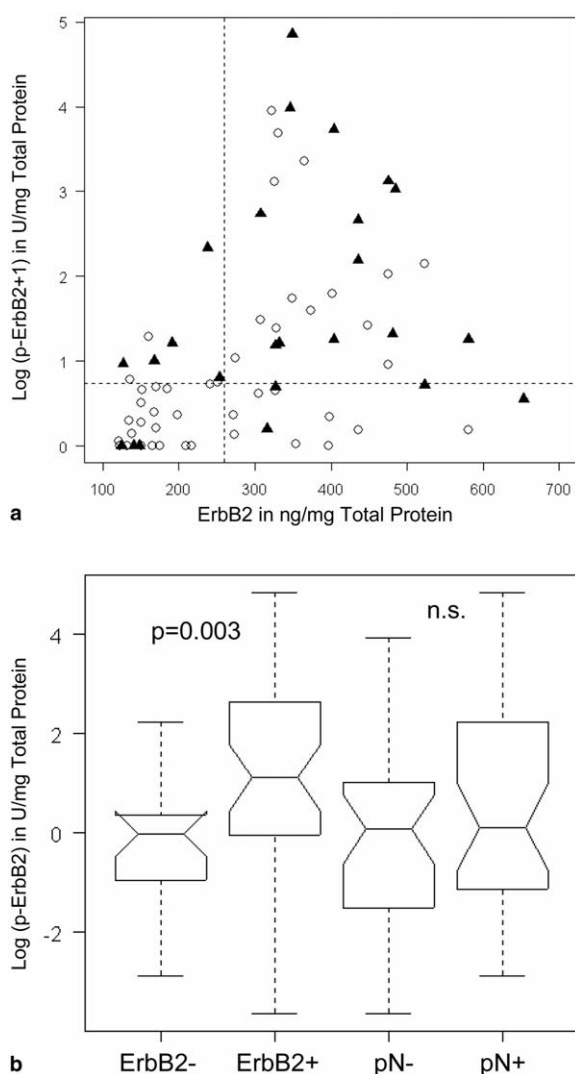 Log (p-ErbB2+1) in U/mg Total Protein
5
4
3
2
1
0
100 200 300 400 500 600 700
a ErbB2 in ng/mg Total Protein
Log (p-ErbB2) in U/mg Total Protein
n.s.
p=0.003
4
2
0
-2
b ErbB2- ErbB2+ pN- pN+